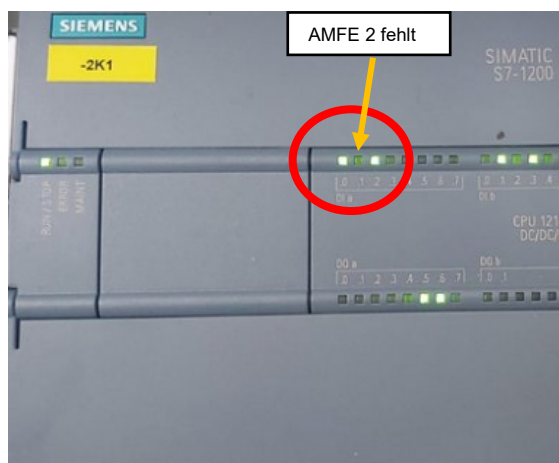 SIEMENS
AMFE 2 fehlt
-2K1
SIMATIC
S7-1200
RUN / STOP
ERROR
MAINT
.0 .1 .2 .3 .4 .5 .6 .7
DI a
.0 .1 .2 .3 .4
DI b
CPU 121
DC/DC/
DQ a
.0 .1 .2 .3 .4 .5 .6 .7
DQ b
.0 .1